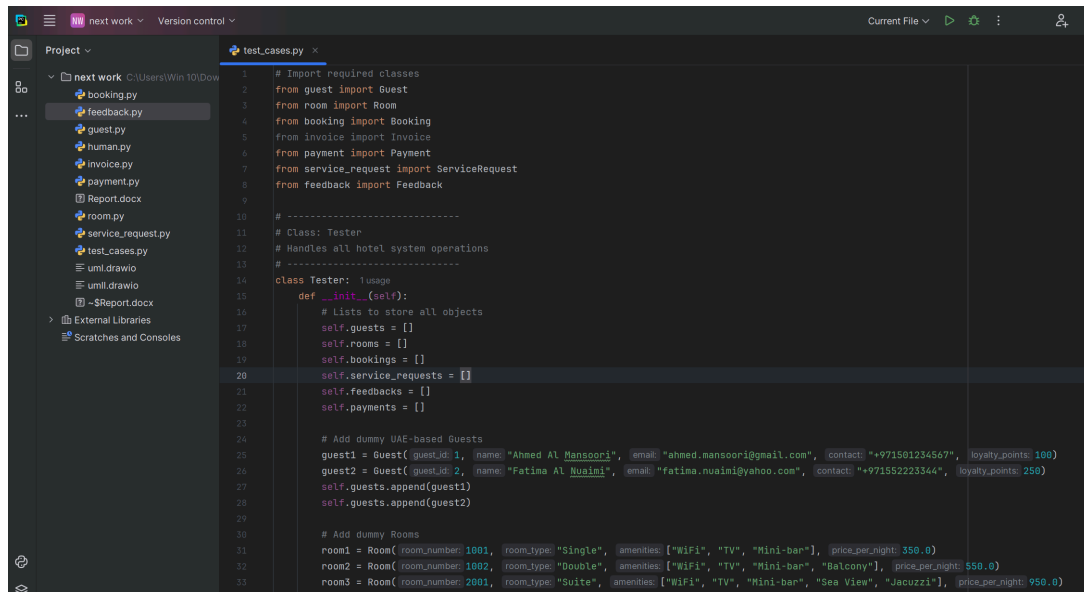 NW next work Version control Current File
Project
next work C:\Users\Win 10\Dow
booking.py
feedback.py
guest.py
human.py
invoice.py
payment.py
Report.docx
room.py
service_request.py
test_cases.py
uml.drawio
umll.drawio
~$Report.docx
External Libraries
Scratches and Consoles
test_cases.py
1 # Import required classes
2 from guest import Guest
3 from room import Room
4 from booking import Booking
5 from invoice import Invoice
6 from payment import Payment
7 from service_request import ServiceRequest
8 from feedback import Feedback
9
10 # ------------------------------
11 # Class: Tester
12 # Handles all hotel system operations
13 # ------------------------------
14 class Tester: 1 usage
15 def __init__(self):
16 # Lists to store all objects
17 self.guests = []
18 self.rooms = []
19 self.bookings = []
20 self.service_requests = []
21 self.feedbacks = []
22 self.payments = []
23
24 # Add dummy UAE-based Guests
25 guest1 = Guest( guest_id: 1, name: "Ahmed Al Mansoori", email: "ahmed.mansoori@gmail.com", contact: "+971501234567", loyalty_points: 100)
26 guest2 = Guest( guest_id: 2, name: "Fatima Al Nuaimi", email: "fatima.nuaimi@yahoo.com", contact: "+971552223344", loyalty_points: 250)
27 self.guests.append(guest1)
28 self.guests.append(guest2)
29
30 # Add dummy Rooms
31 room1 = Room( room_number: 1001, room_type: "Single", amenities: ["WiFi", "TV", "Mini-bar"], price_per_night: 350.0)
32 room2 = Room( room_number: 1002, room_type: "Double", amenities: ["WiFi", "TV", "Mini-bar", "Balcony"], price_per_night: 550.0)
33 room3 = Room( room_number: 2001, room_type: "Suite", amenities: ["WiFi", "TV", "Mini-bar", "Sea View", "Jacuzzi"], price_per_night: 950.0)